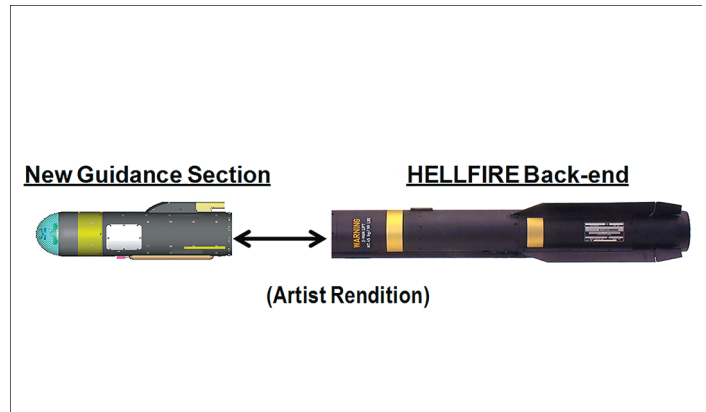 New Guidance Section
HELLFIRE Back-end
WARNING
(Artist Rendition)